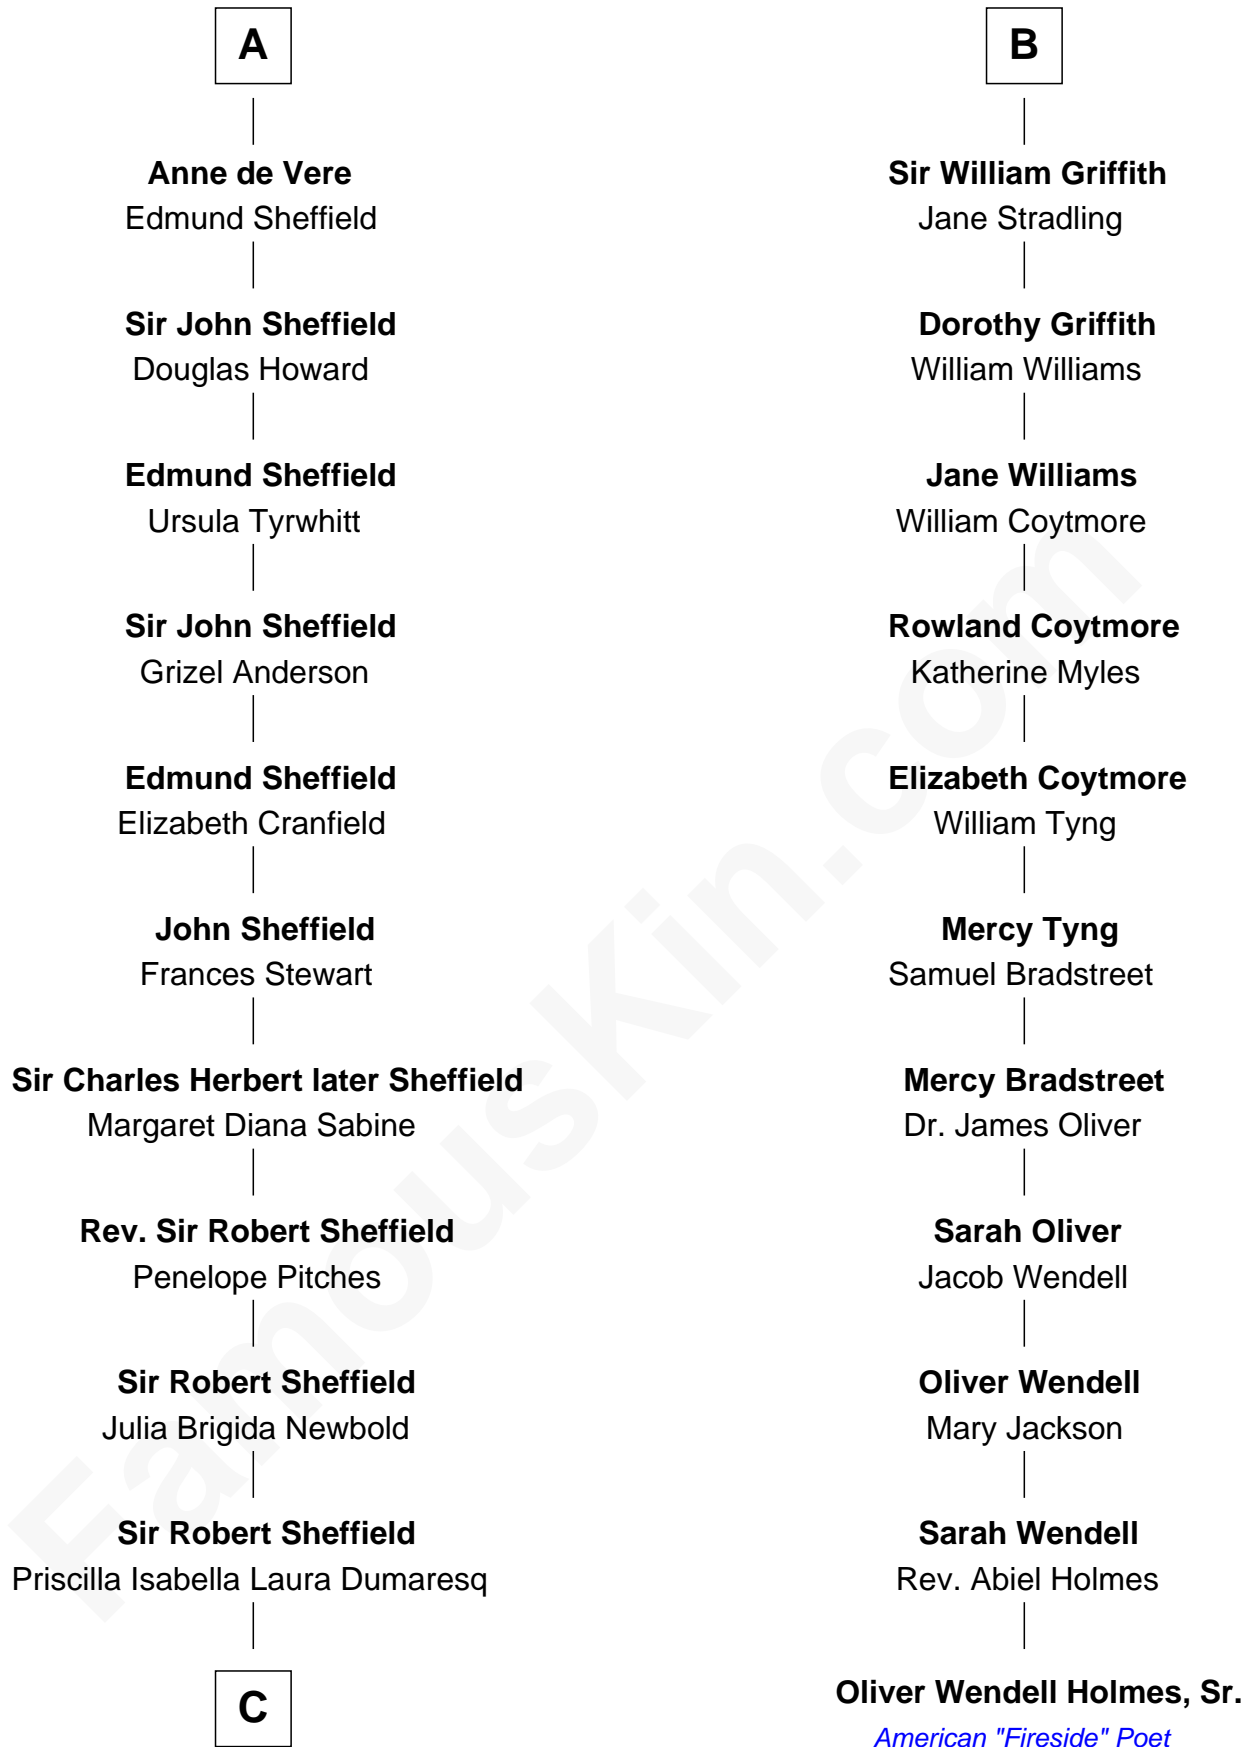 A
Anne de Vere
Edmund Sheffield
Sir John Sheffield
Douglas Howard
Edmund Sheffield
Ursula Tyrwhitt
Sir John Sheffield
Grizel Anderson
Edmund Sheffield
Elizabeth Cranfield
John Sheffield
Frances Stewart
Sir Charles Herbert later Sheffield
Margaret Diana Sabine
Rev. Sir Robert Sheffield
Penelope Pitches
Sir Robert Sheffield
Julia Brigida Newbold
Sir Robert Sheffield
Priscilla Isabella Laura Dumaresq
C
B
Sir William Griffith
Jane Stradling
Dorothy Griffith
William Williams
Jane Williams
William Coytmore
Rowland Coytmore
Katherine Myles
Elizabeth Coytmore
William Tyng
Mercy Tyng
Samuel Bradstreet
Mercy Bradstreet
Dr. James Oliver
Sarah Oliver
Jacob Wendell
Oliver Wendell
Mary Jackson
Sarah Wendell
Rev. Abiel Holmes
Oliver Wendell Holmes, Sr.
American "Fireside" Poet
FamousKin.com